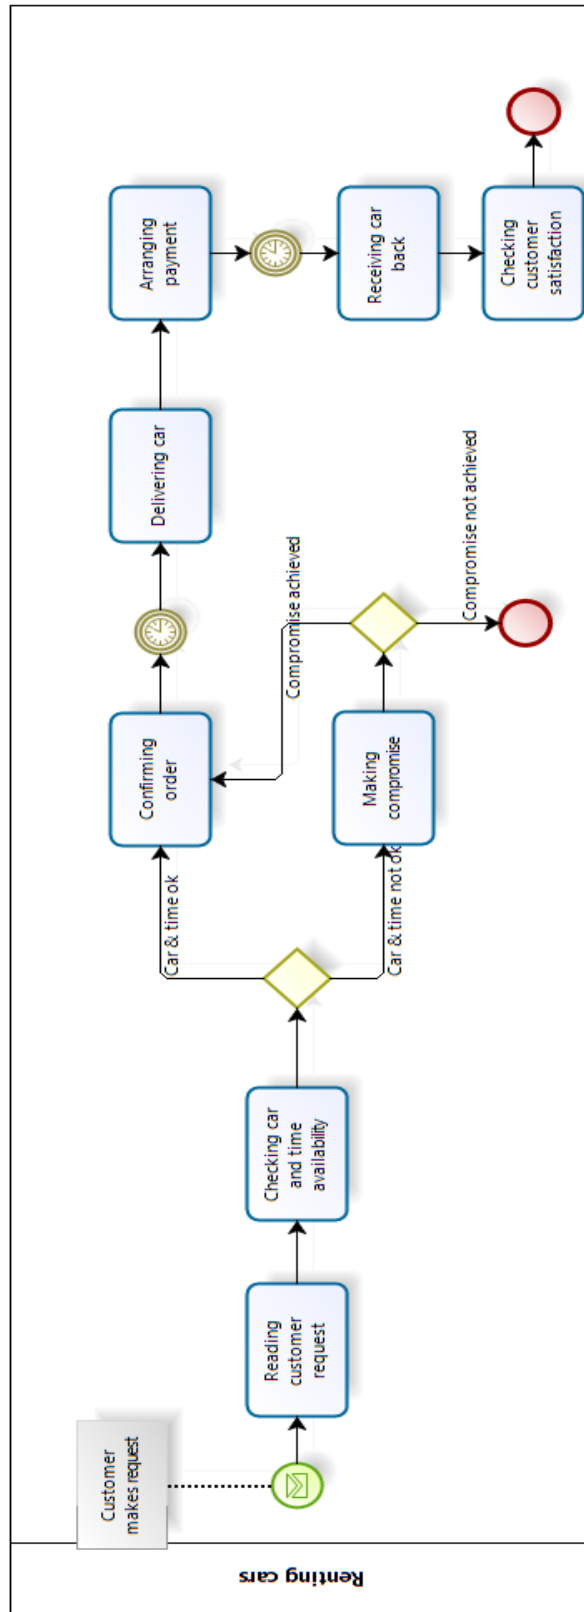 Renting cars
Customer
makes request
Reading
customer
request
Checking car
and time
availability
Car & time ok
Car & time not ok
Confirming
order
Making
compromise
Compromise achieved
Compromise not achieved
Delivering car
Arranging
payment
Receiving car
back
Checking
customer
satisfaction